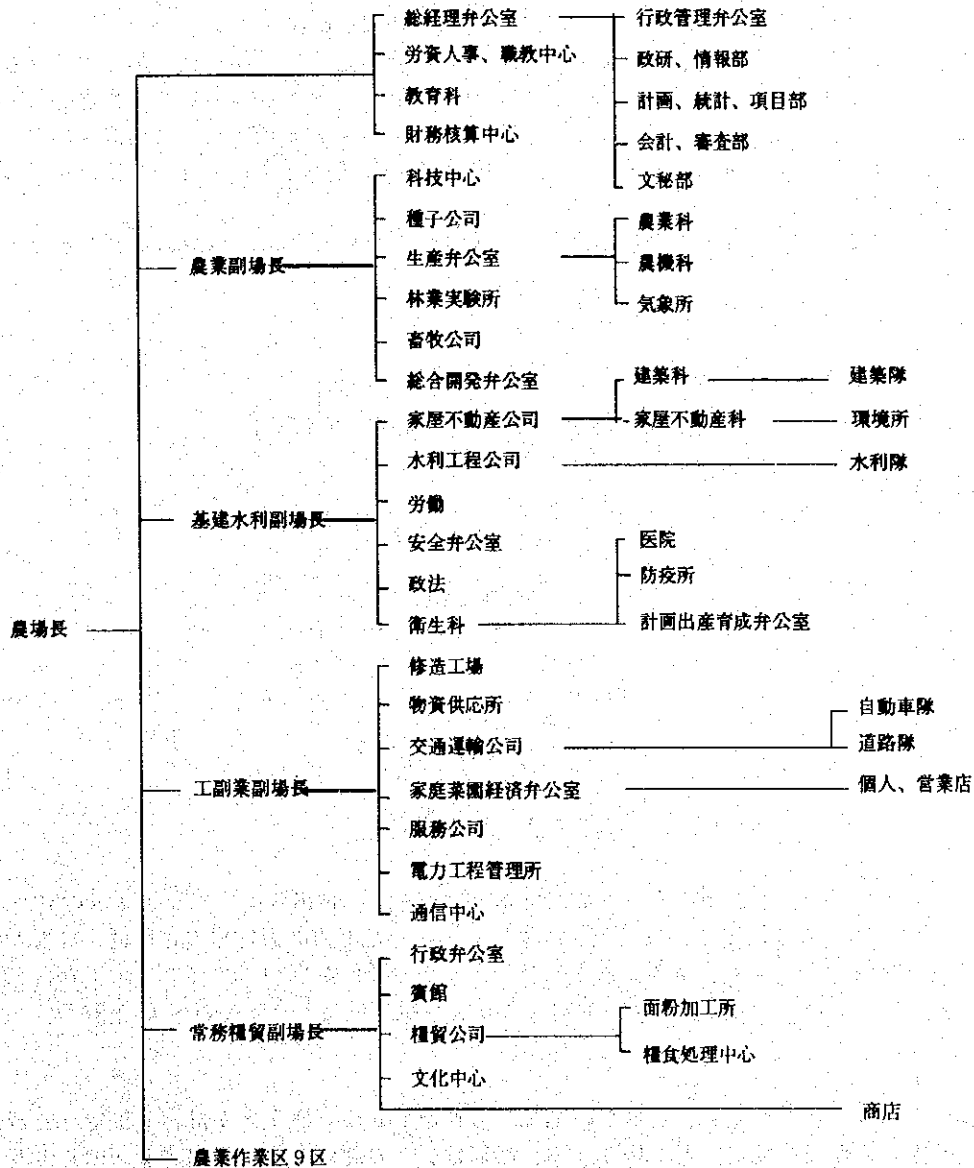 総経理弁公室 行政管理弁公室
労資人事、職教中心 政研、情報部
教育科 計画、統計、項目部
財務核算中心 会計、審査部
文秘部
科技中心
種子公司 農業科
農業副場長 生産弁公室 農機科
林業実験所 気象所
畜牧公司
総合開発弁公室 建築科 建築隊
家屋不動産公司 家屋不動産科 環境所
水利工程公司 水利隊
労働
基建水利副場長
安全弁公室 医院
政法 防疫所
衛生科 計画出産育成弁公室
農場長
修造工場
物資供応所 自動車隊
交通運輸公司 道路隊
工副業副場長 家庭菜園経済弁公室 個人、営業店
服務公司
電力工程管理所
通信中心
行政弁公室
賓館 面粉加工所
常務糧貿副場長 糧貿公司
糧食処理中心
文化中心
商店
農業作業区9区